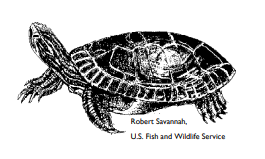 Robert Savannah,
U.S. Fish and Wildlife Service